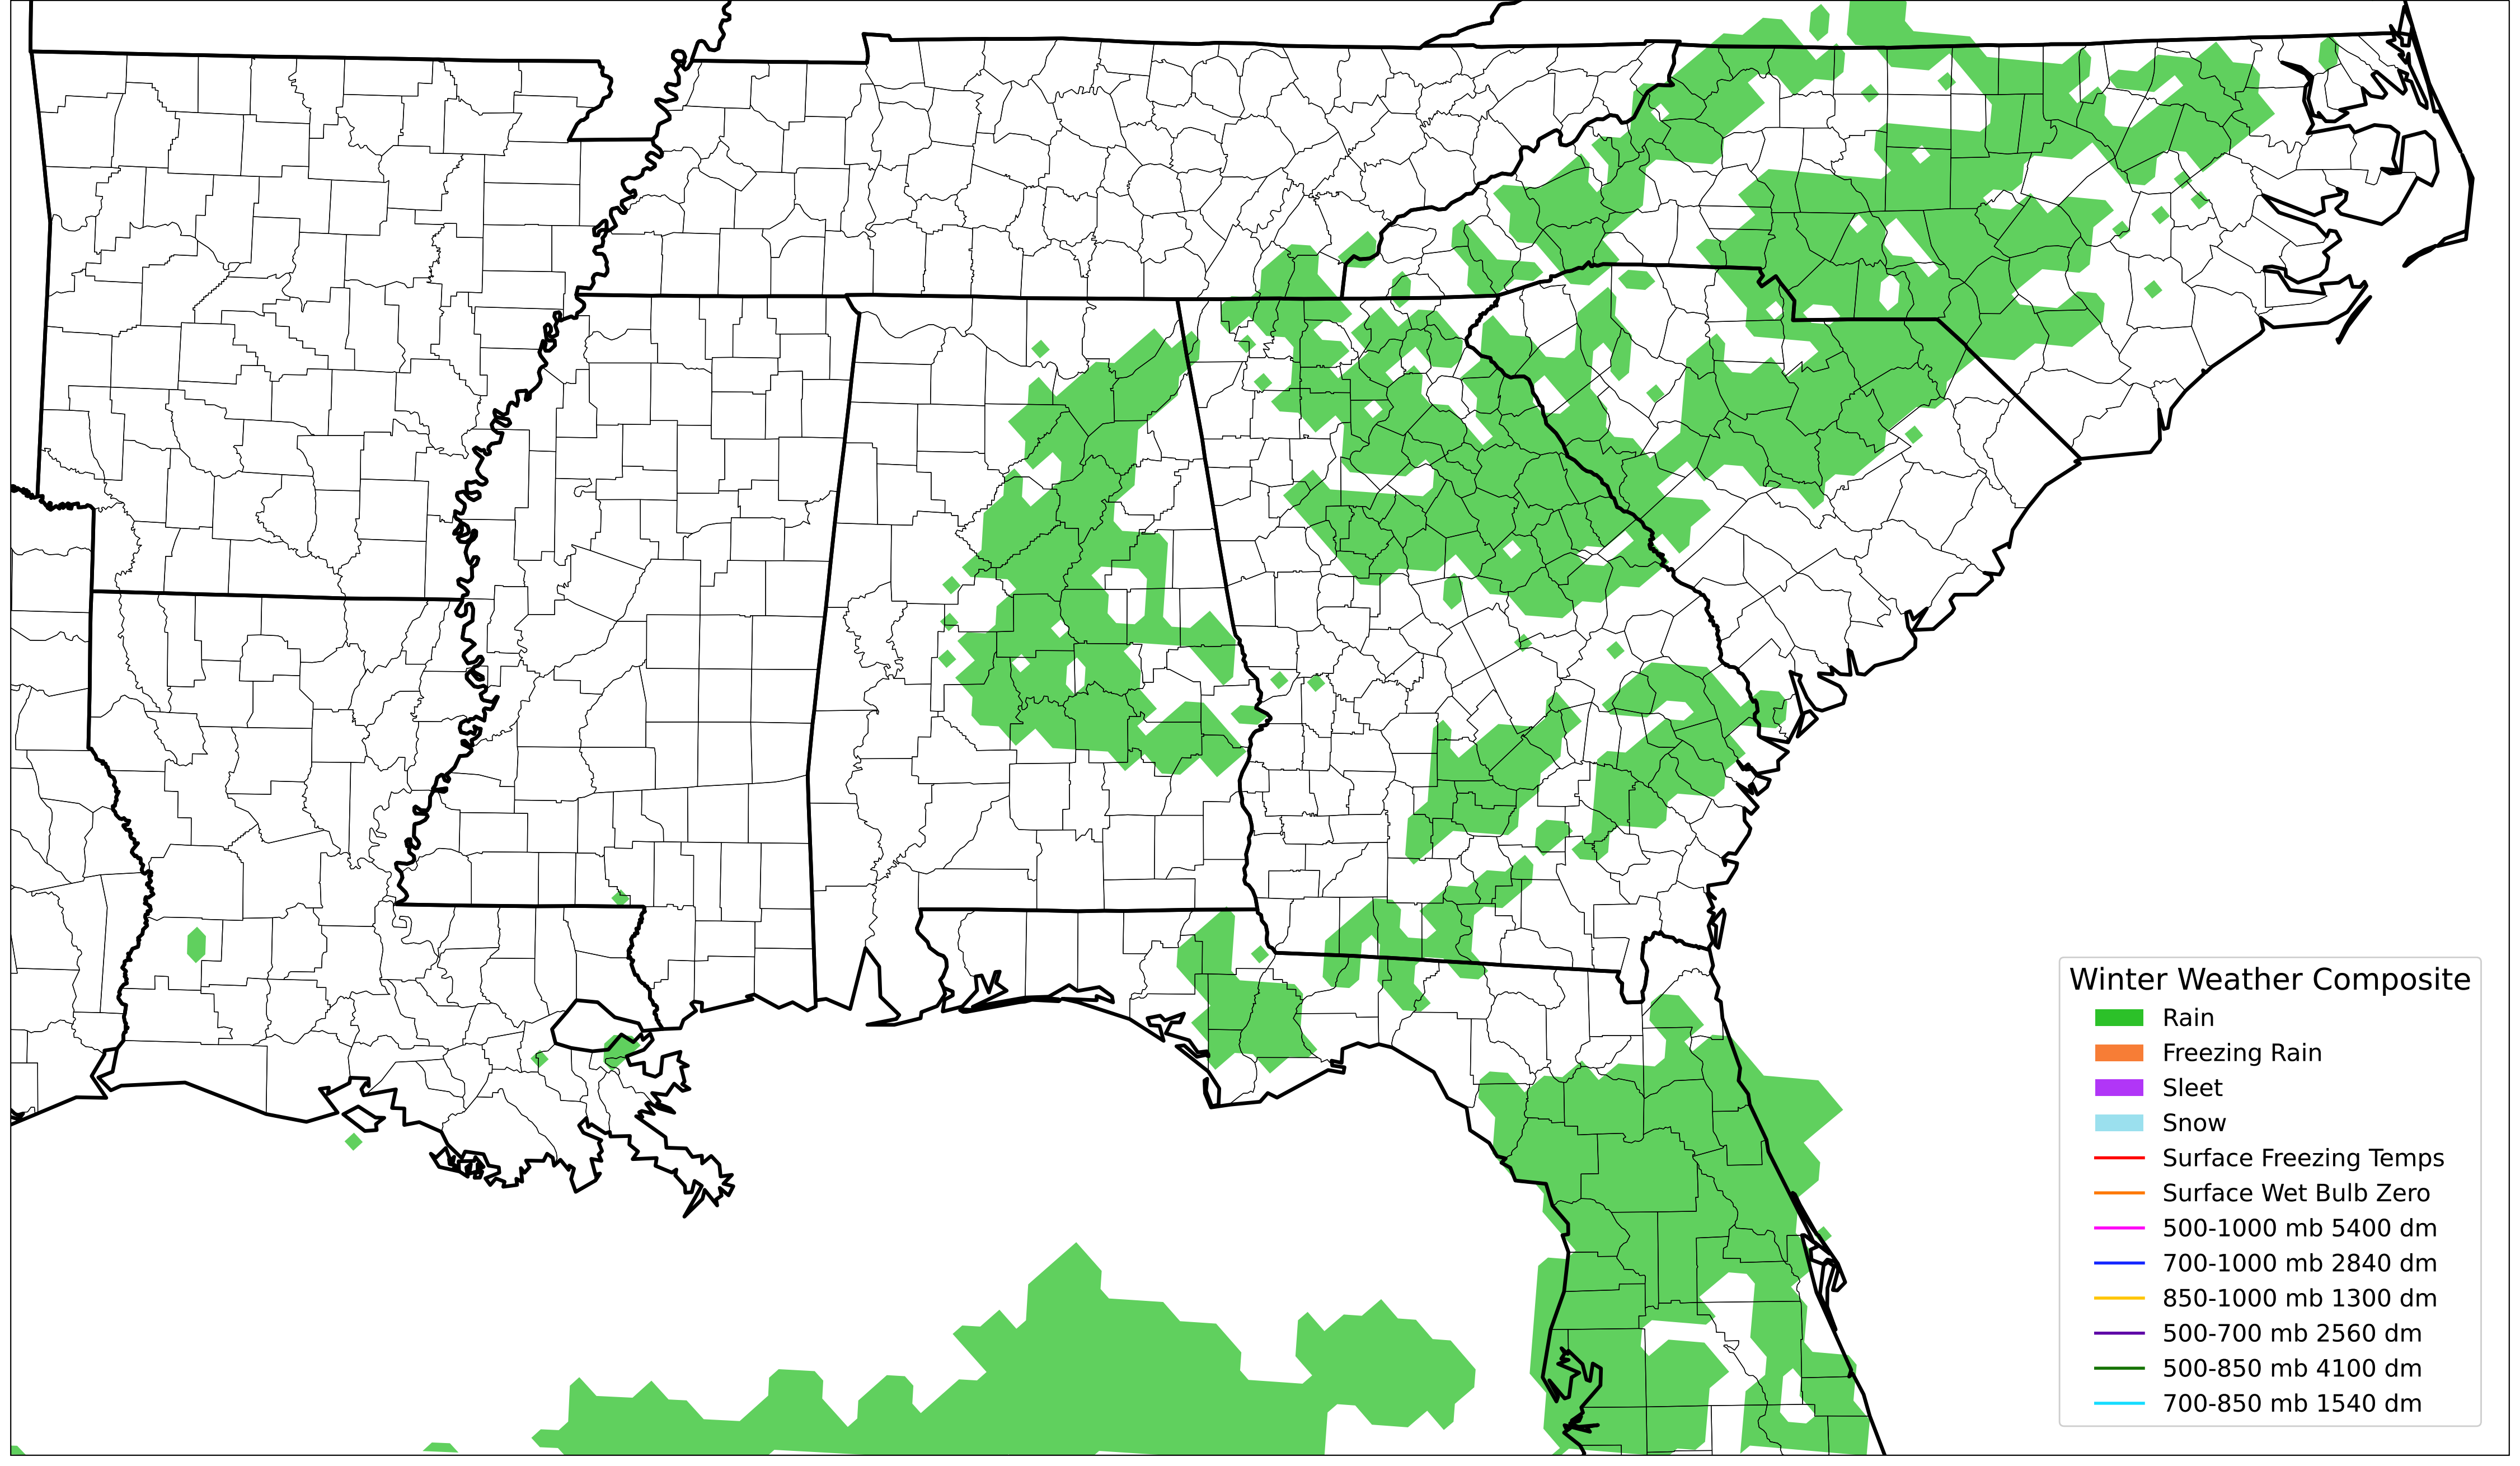 Winter Weather Composite
Rain
Freezing Rain
Sleet
Snow
Surface Freezing Temps
Surface Wet Bulb Zero
500-1000 mb 5400 dm
700-1000 mb 2840 dm
850-1000 mb 1300 dm
500-700 mb 2560 dm
500-850 mb 4100 dm
700-850 mb 1540 dm